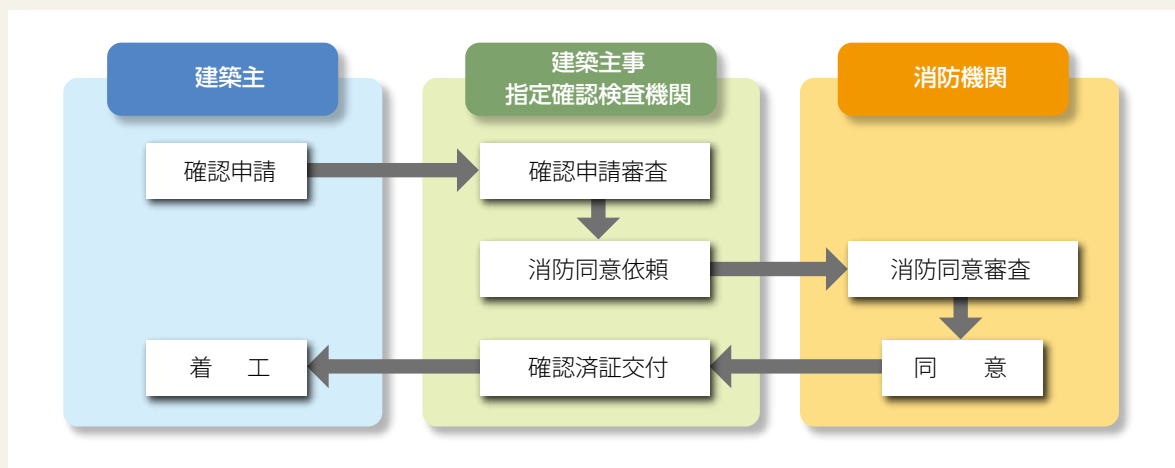 建築主
建築主事
指定確認検査機関
消防機関
確認申請
確認申請審査
消防同意依頼
消防同意審査
着　工
確認済証交付
同　意